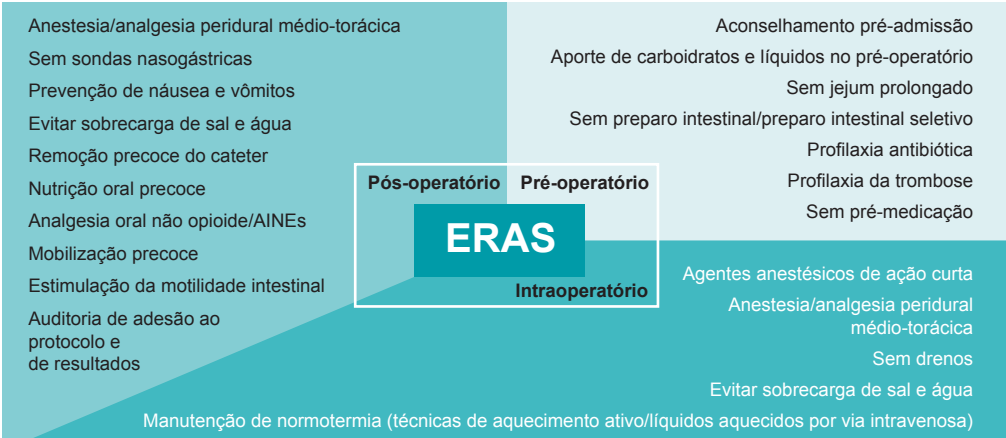 Anestesia/analgesia peridural médio-torácica
Sem sondas nasogástricas
Prevenção de náusea e vômitos
Evitar sobrecarga de sal e água
Remoção precoce do cateter
Nutrição oral precoce
Analgesia oral não opioide/AINEs
Mobilização precoce
Estimulação da motilidade intestinal
Auditoria de adesão ao
protocolo e
de resultados
Aconselhamento pré-admissão
Aporte de carboidratos e líquidos no pré-operatório
Sem jejum prolongado
Sem preparo intestinal/preparo intestinal seletivo
Profilaxia antibiótica
Profilaxia da trombose
Sem pré-medicação
Pós-operatório
Pré-operatório
ERAS
Intraoperatório
Agentes anestésicos de ação curta
Anestesia/analgesia peridural
médio-torácica
Sem drenos
Evitar sobrecarga de sal e água
Manutenção de normotermia (técnicas de aquecimento ativo/líquidos aquecidos por via intravenosa)